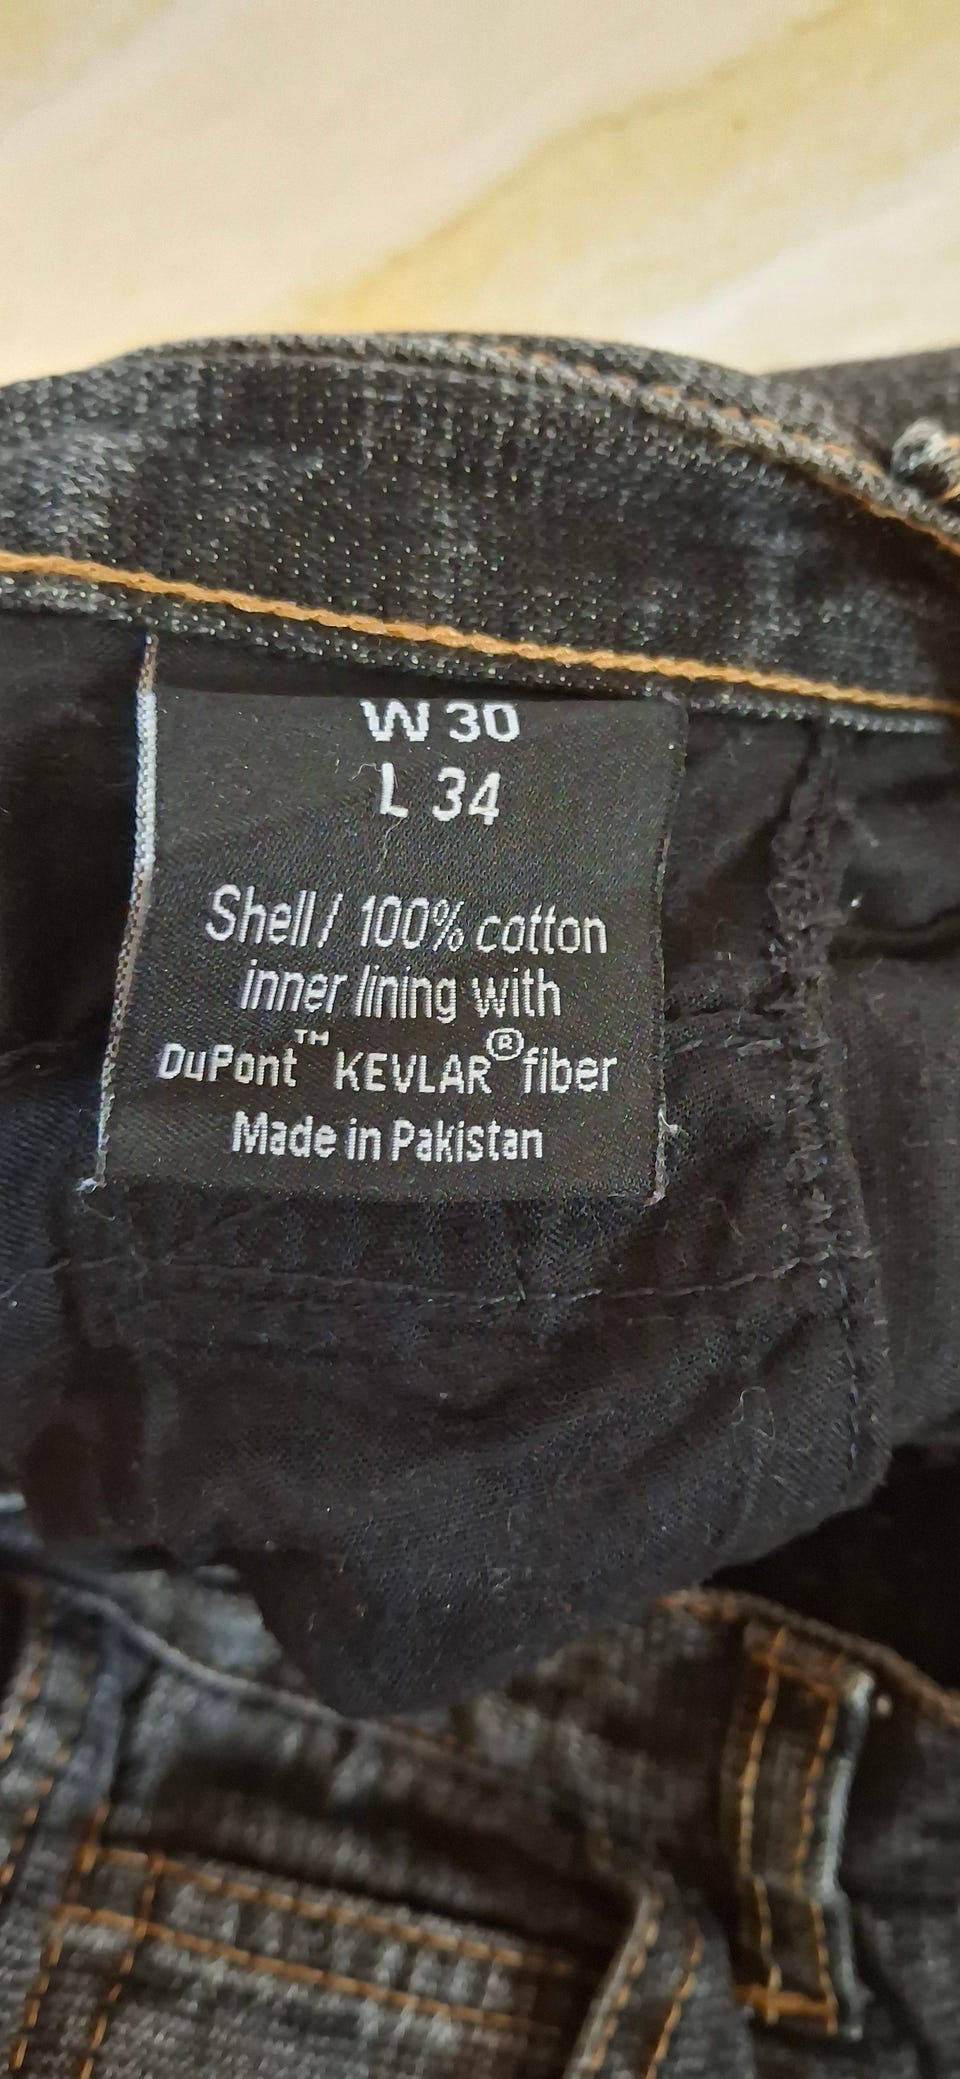 W 30
L 34
Shell/ 100% cotton
inner lining with
DuPont™ KEVLAR® fiber
Made in Pakistan